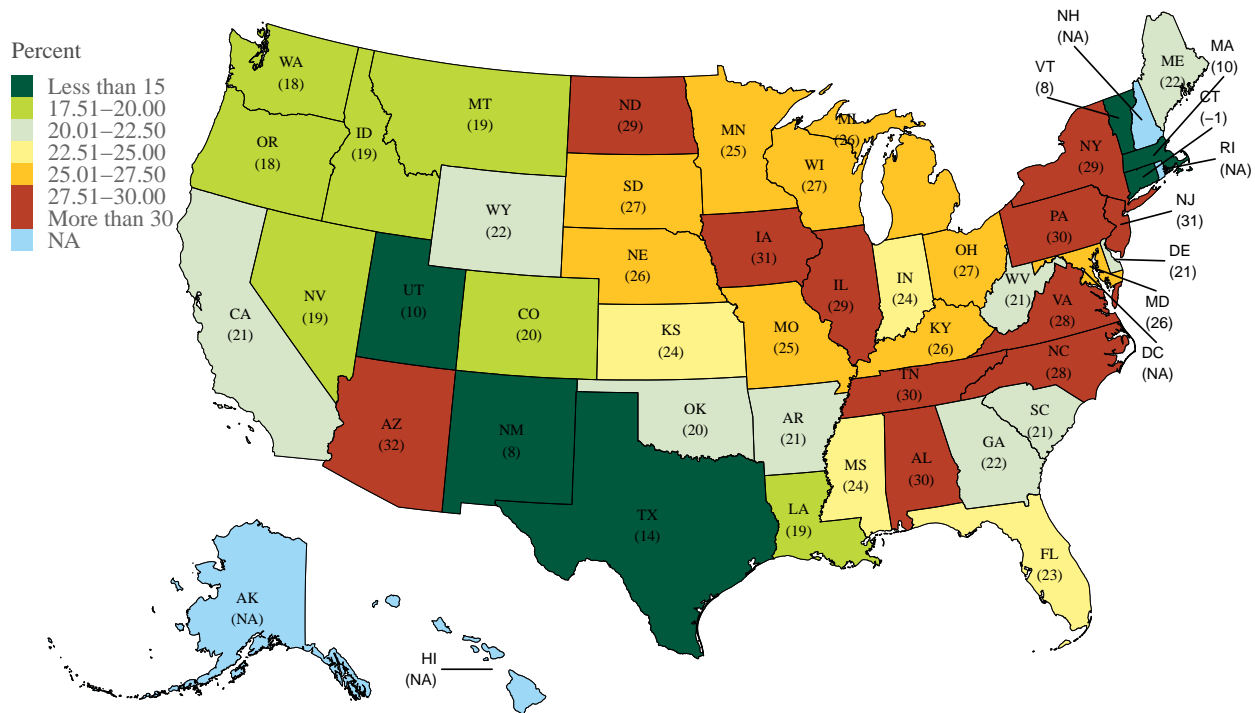 Percent
Less than 15
17.51–20.00
20.01–22.50
22.51–25.00
25.01–27.50
27.51–30.00
More than 30
NA
WA
(18)
OR
(18)
ID
(19)
MT
(19)
ND
(29)
MN
(25)
MI
(26)
WI
(27)
SD
(27)
WY
(22)
NE
(26)
IA
(31)
IL
(29)
IN
(24)
OH
(27)
PA
(30)
NY
(29)
VT
(8)
NH
(NA)
ME
(22)
MA
(10)
CT
(–1)
RI
(NA)
NJ
(31)
DE
(21)
MD
(26)
DC
(NA)
WV
(21)
VA
(28)
KY
(26)
NC
(28)
TN
(30)
SC
(21)
GA
(22)
AL
(30)
MS
(24)
FL
(23)
LA
(19)
AR
(21)
MO
(25)
KS
(24)
OK
(20)
TX
(14)
NM
(8)
CO
(20)
UT
(10)
AZ
(32)
NV
(19)
CA
(21)
AK
(NA)
HI
(NA)